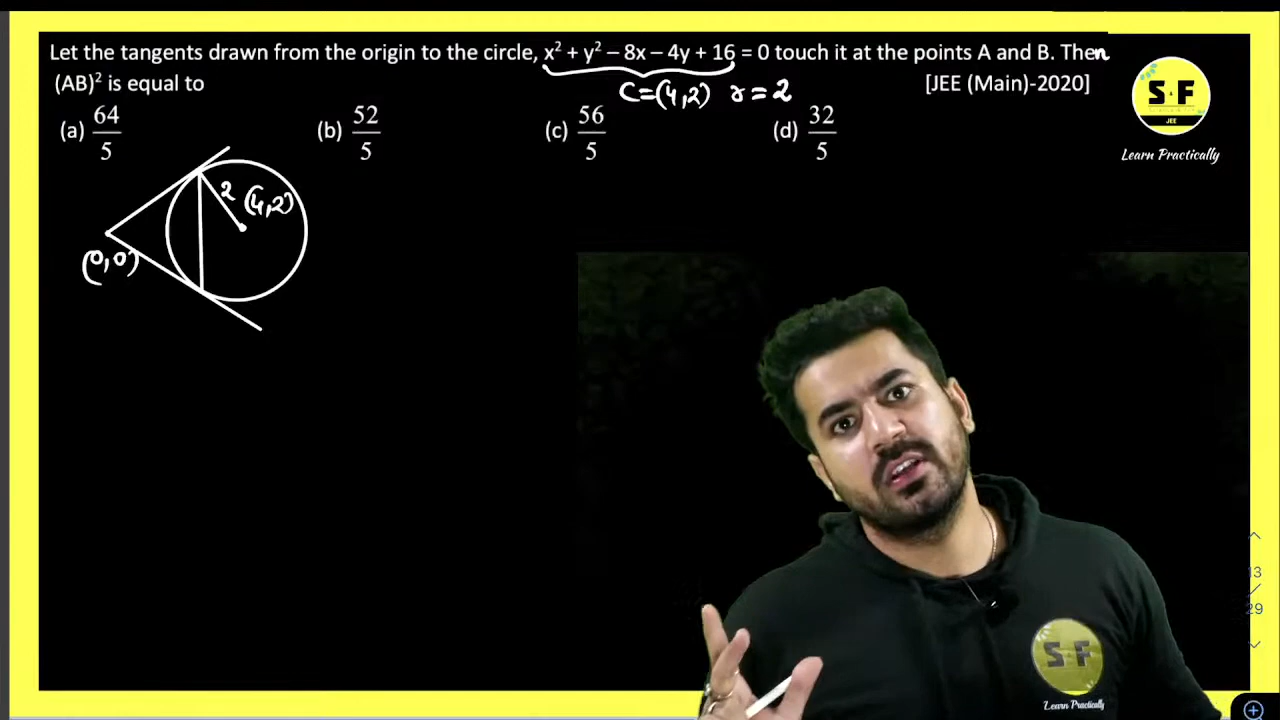 Let the tangents drawn from the origin to the circle, x² + y² – 8x – 4y + 16 = 0 touch it at the points A and B. Then
(AB)² is equal to [JEE (Main)-2020]
C=(4,2) r=2
(a) 64/5 (b) 52/5 (c) 56/5 (d) 32/5
S&F
JEE
Learn Practically
2 (4,2)
(0,0)
13
29
S&F
Learn Practically